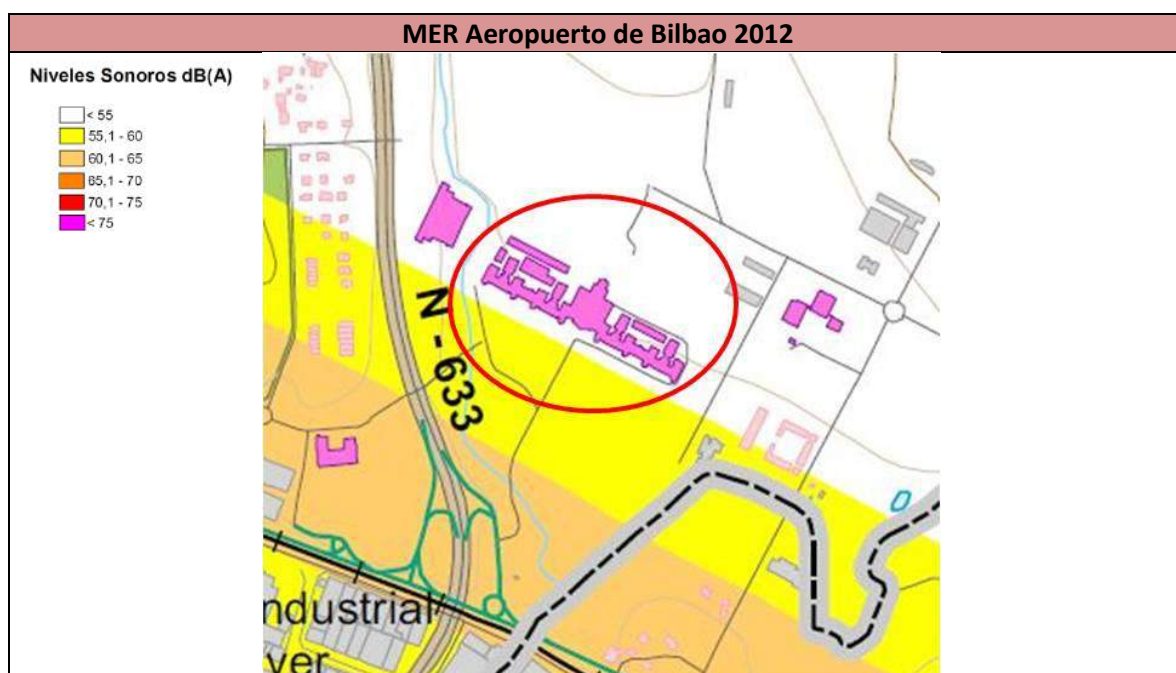 MER Aeropuerto de Bilbao 2012
Niveles Sonoros dB(A)
< 55
55,1 - 60
60,1 - 65
65,1 - 70
70,1 - 75
< 75
N - 633
ndustrial
ver